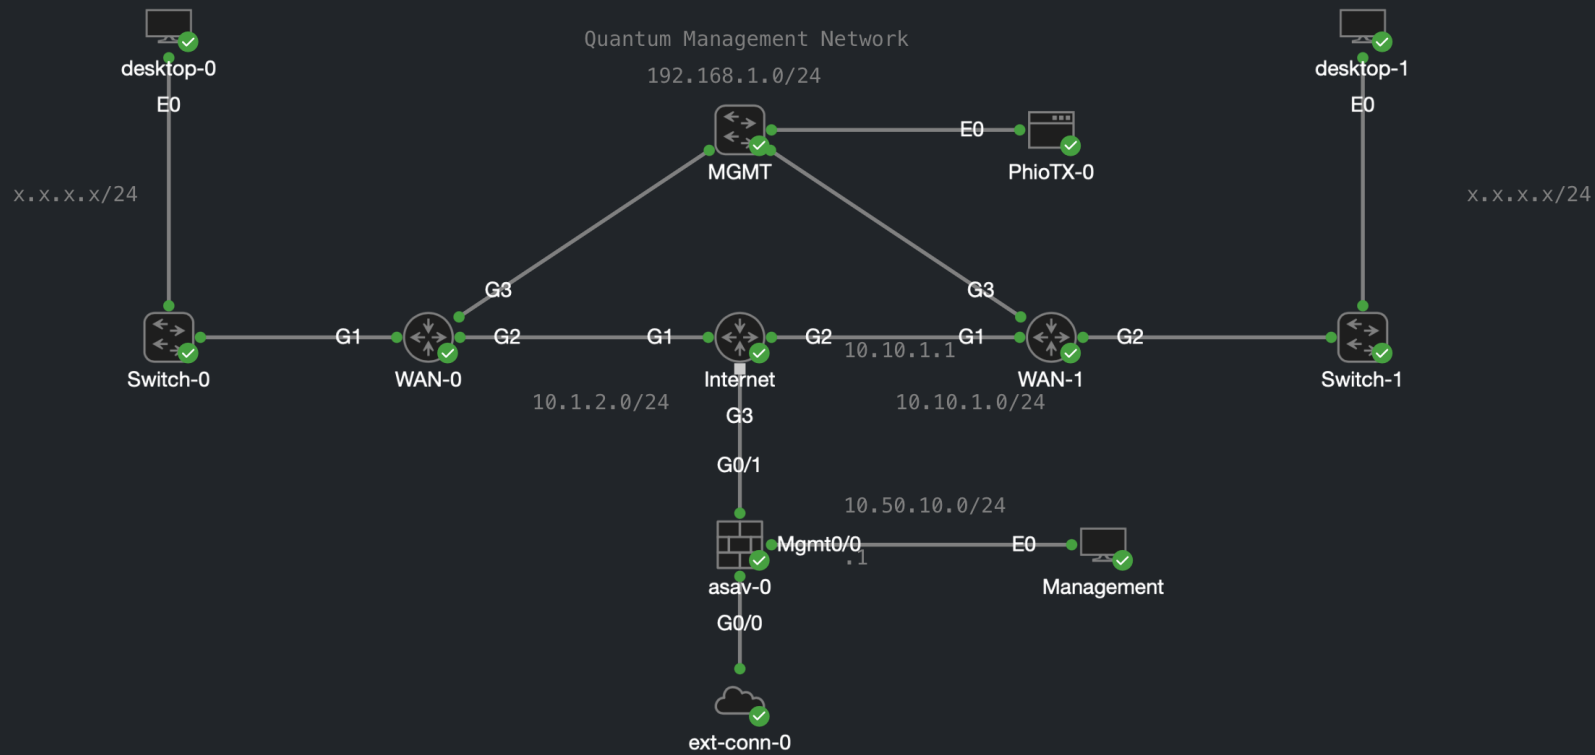 Quantum Management Network
192.168.1.0/24
desktop-0
E0
desktop-1
E0
E0
MGMT
PhioTX-0
x.x.x.x/24
x.x.x.x/24
G3
G3
G1
G2
G1
G2
G1
G2
10.10.1.1
Switch-0
WAN-0
Internet
WAN-1
Switch-1
10.1.2.0/24
10.10.1.0/24
G3
G0/1
10.50.10.0/24
Mgmt0/0
E0
.1
asav-0
Management
G0/0
ext-conn-0